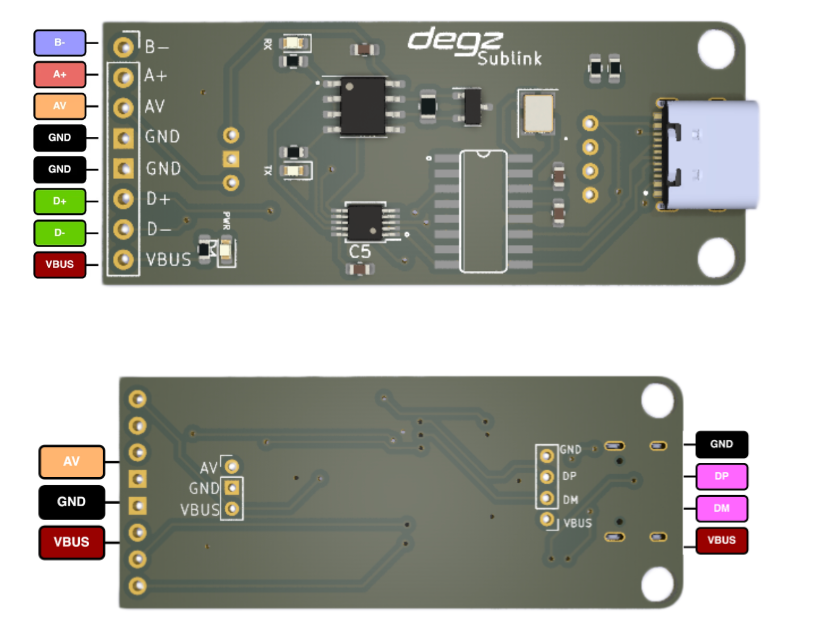 B-
A+
AV
GND
GND
D+
D-
VBUS
B-
A+
AV
GND
GND
D+
D-
VBUS
RX
TX
PWR
C5
degz
Sublink
AV
GND
VBUS
AV
GND
VBUS
GND
DP
DM
VBUS
GND
DP
DM
VBUS